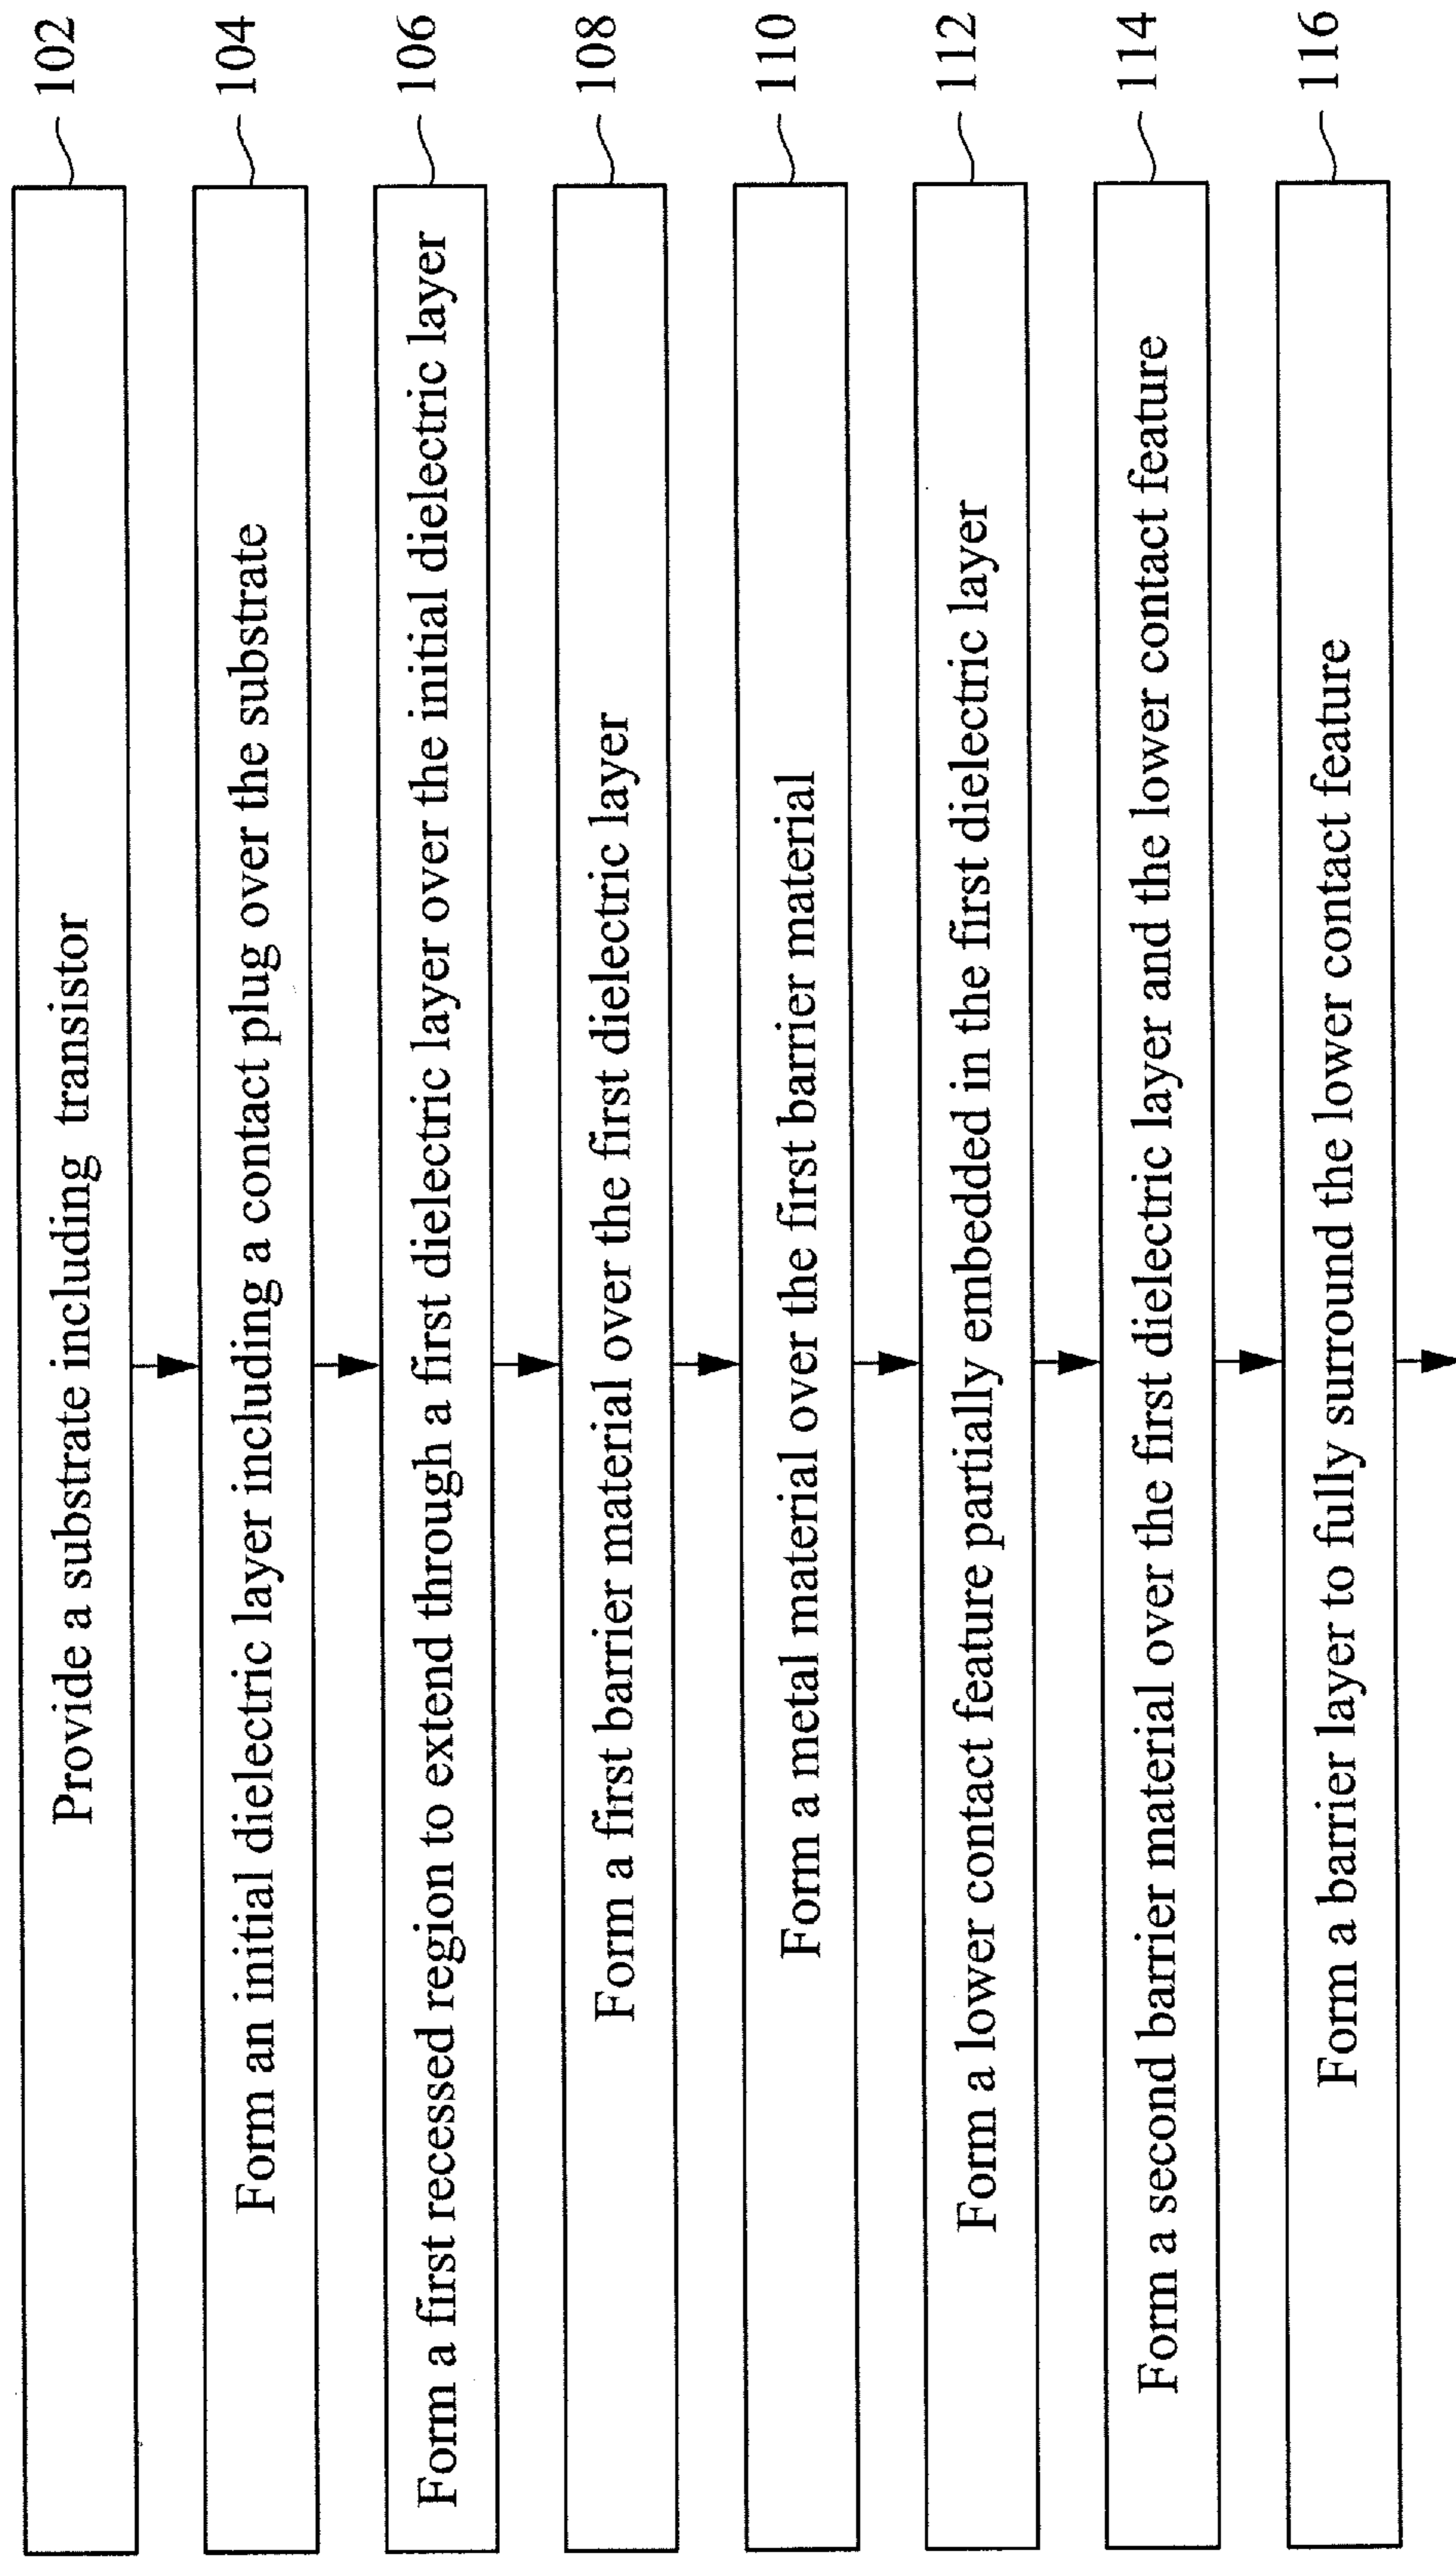 Provide a substrate including transistor 102
Form an initial dielectric layer including a contact plug over the substrate 104
Form a first recessed region to extend through a first dielectric layer over the initial dielectric layer 106
Form a first barrier material over the first dielectric layer 108
Form a metal material over the first barrier material 110
Form a lower contact feature partially embedded in the first dielectric layer 112
Form a second barrier material over the first dielectric layer and the lower contact feature 114
Form a barrier layer to fully surround the lower contact feature 116